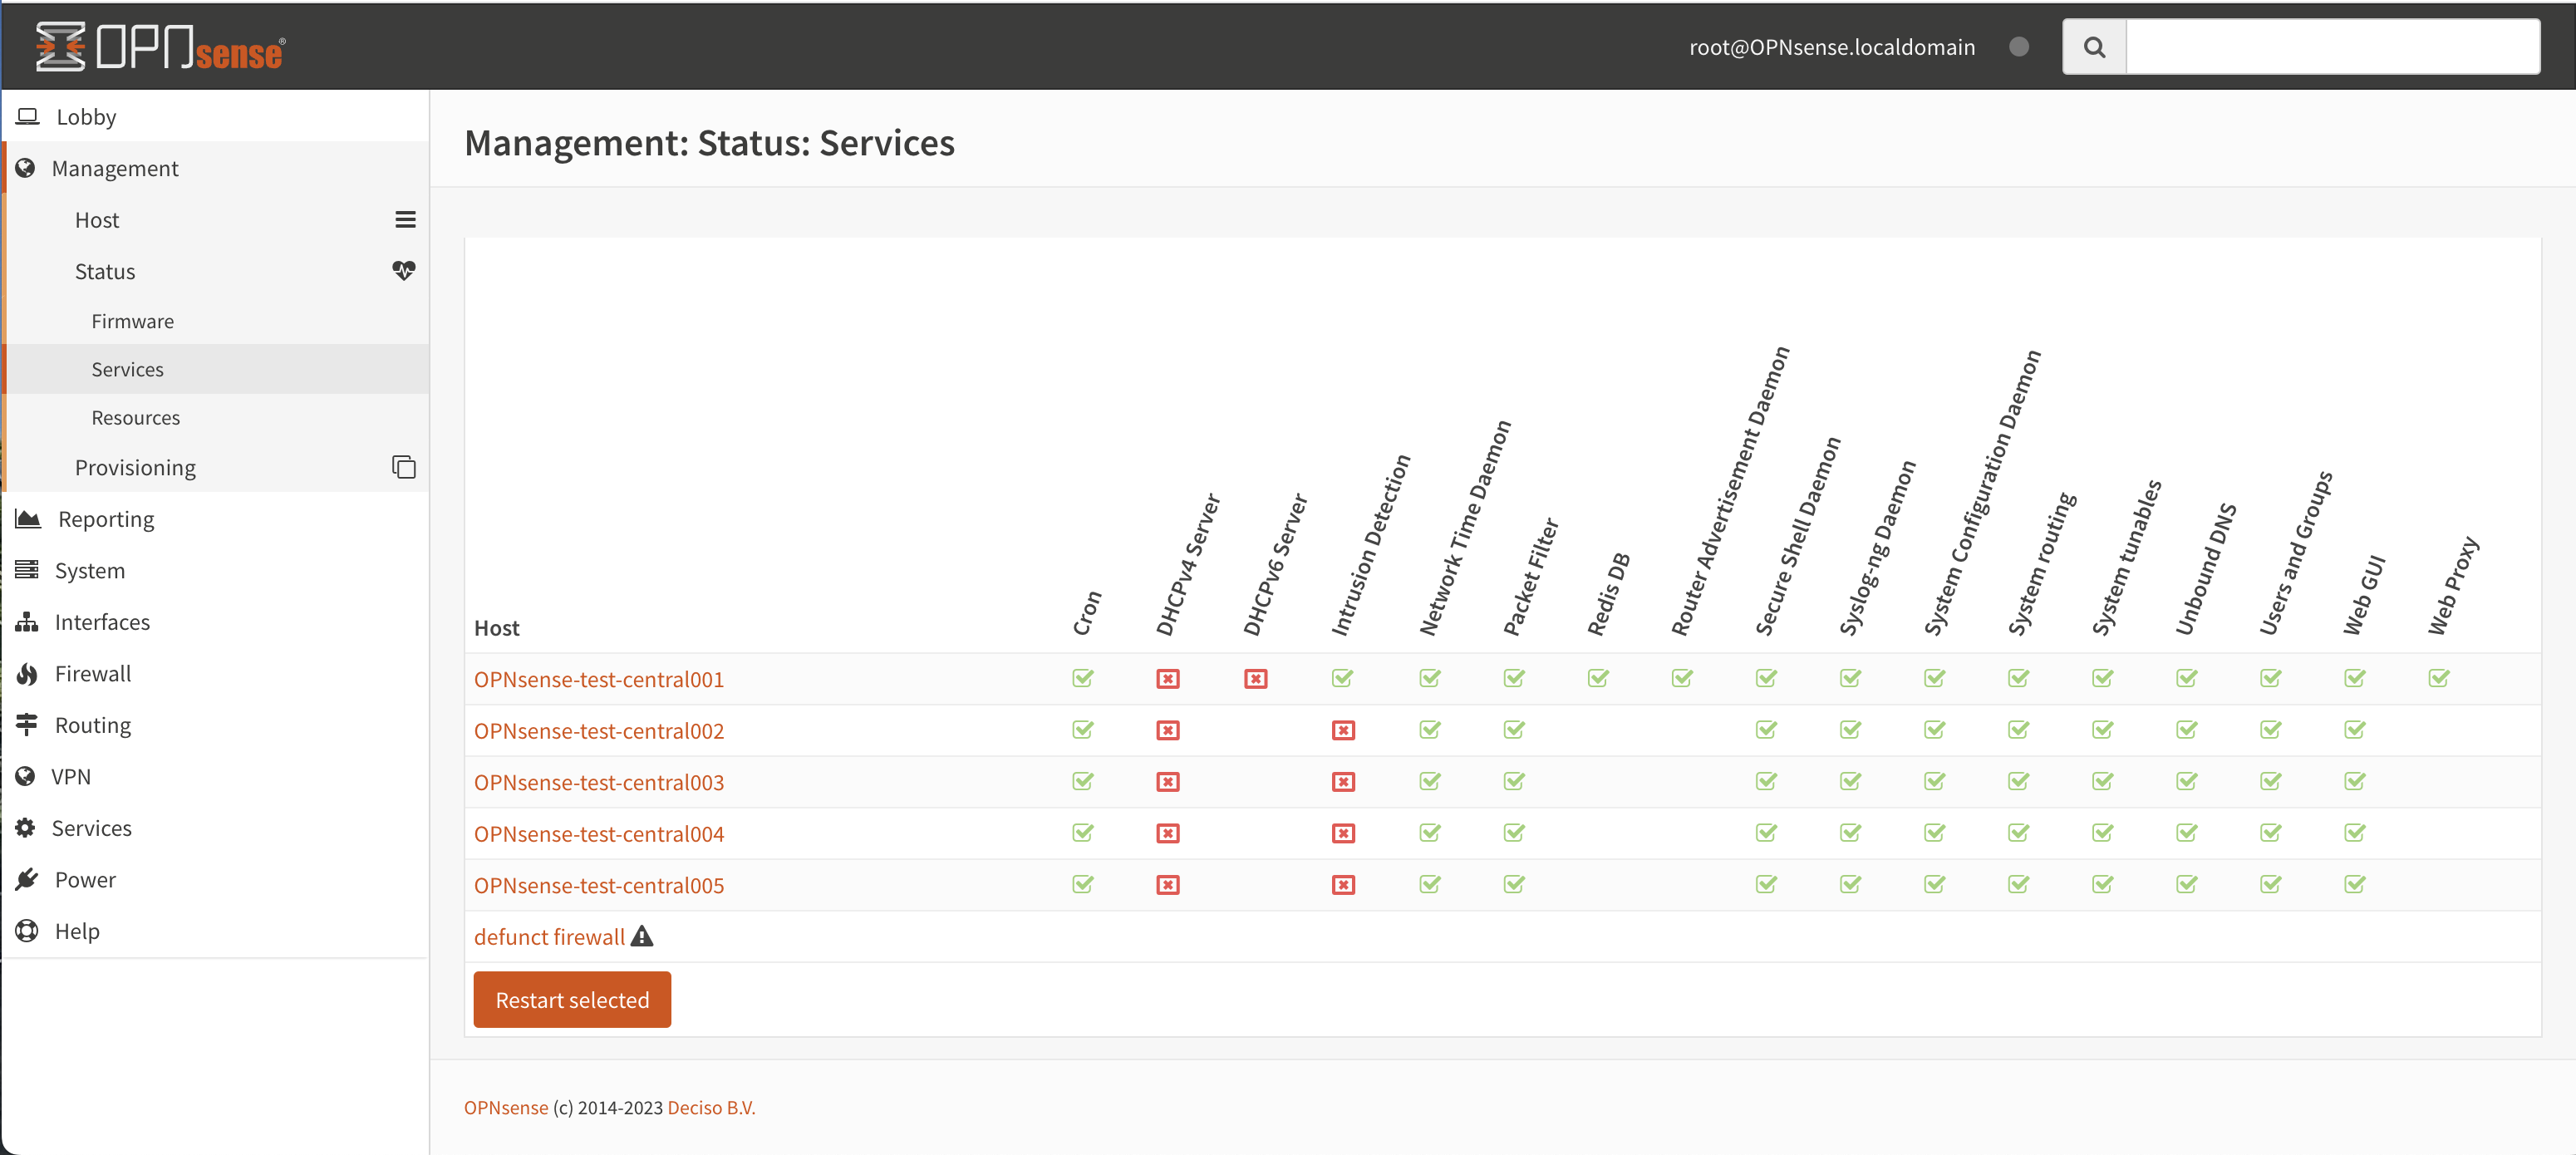 OPNsense®
root@OPNsense.localdomain
Lobby
Management
Host
Status
Firmware
Services
Resources
Provisioning
Reporting
System
Interfaces
Firewall
Routing
VPN
Services
Power
Help
Management: Status: Services
Host
Cron
DHCPv4 Server
DHCPv6 Server
Intrusion Detection
Network Time Daemon
Packet Filter
Redis DB
Router Advertisement Daemon
Secure Shell Daemon
Syslog-ng Daemon
System Configuration Daemon
System routing
System tunables
Unbound DNS
Users and Groups
Web GUI
Web Proxy
OPNsense-test-central001
OPNsense-test-central002
OPNsense-test-central003
OPNsense-test-central004
OPNsense-test-central005
defunct firewall
Restart selected
OPNsense (c) 2014-2023 Deciso B.V.